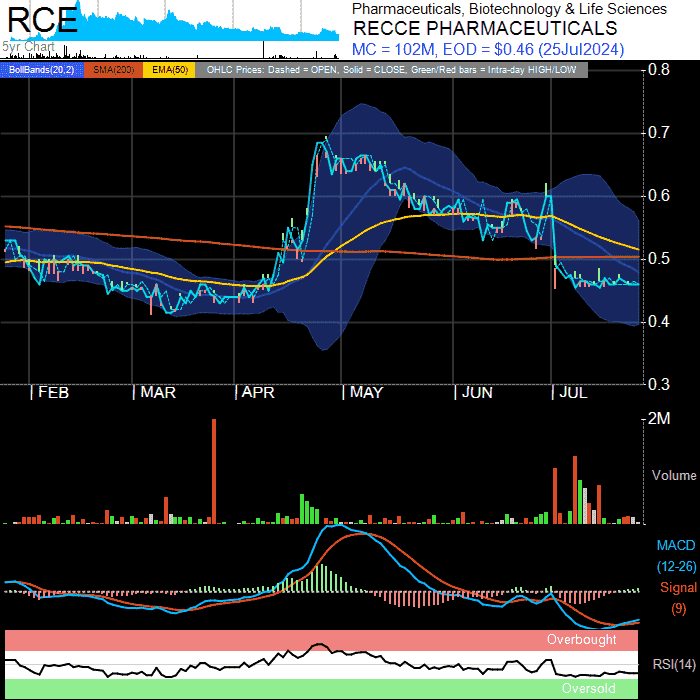 RCE
5yr Chart
Pharmaceuticals, Biotechnology & Life Sciences
RECCE PHARMACEUTICALS
MC = 102M, EOD = $0.46 (25Jul2024)
BollBands(20,2) SMA(200) EMA(50) OHLC Prices: Dashed = OPEN, Solid = CLOSE, Green/Red bars = Intra-day HIGH/LOW
0.8
0.7
0.6
0.5
0.4
0.3
FEB MAR APR MAY JUN JUL
2M
Volume
MACD
(12-26)
Signal
(9)
Overbought
RSI(14)
Oversold